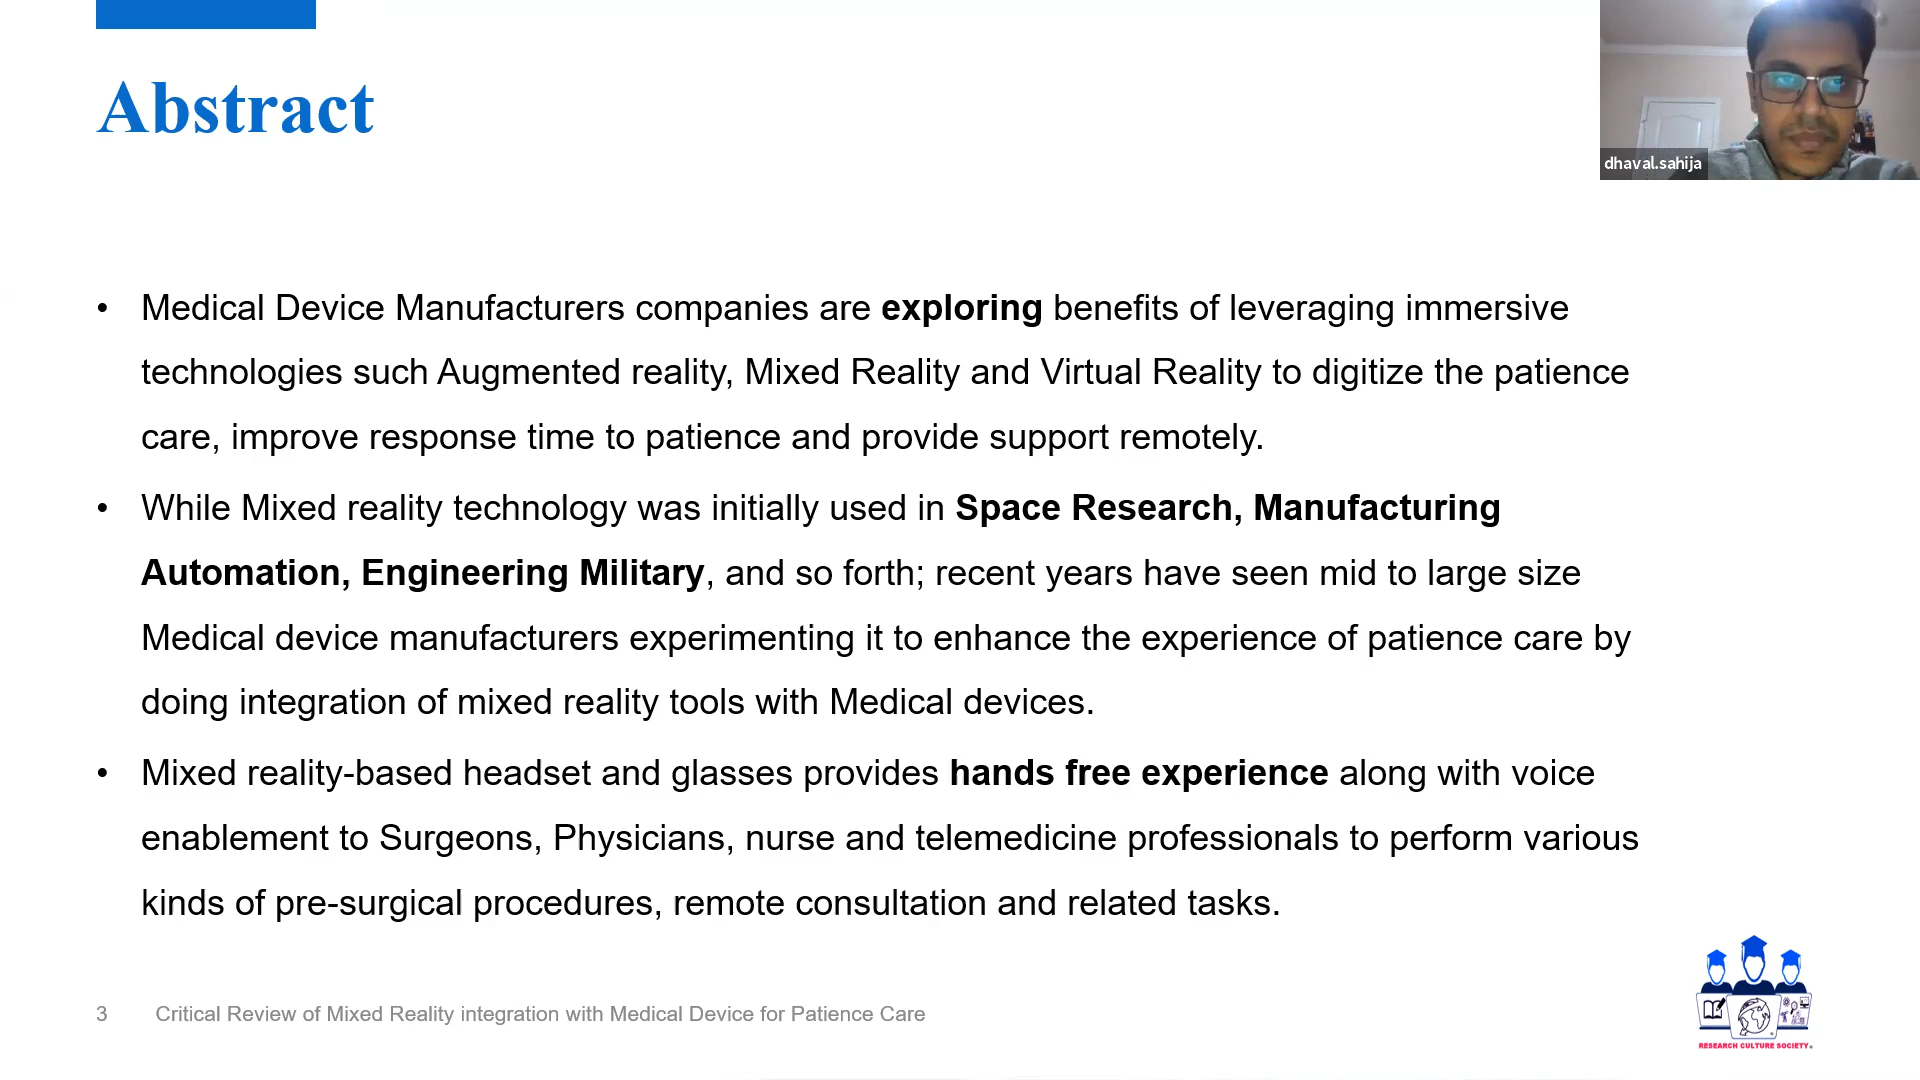 Abstract
dhaval.sahija
• Medical Device Manufacturers companies are exploring benefits of leveraging immersive
technologies such Augmented reality, Mixed Reality and Virtual Reality to digitize the patience
care, improve response time to patience and provide support remotely.
• While Mixed reality technology was initially used in Space Research, Manufacturing
Automation, Engineering Military, and so forth; recent years have seen mid to large size
Medical device manufacturers experimenting it to enhance the experience of patience care by
doing integration of mixed reality tools with Medical devices.
• Mixed reality-based headset and glasses provides hands free experience along with voice
enablement to Surgeons, Physicians, nurse and telemedicine professionals to perform various
kinds of pre-surgical procedures, remote consultation and related tasks.
3 Critical Review of Mixed Reality integration with Medical Device for Patience Care
RESEARCH CULTURE SOCIETY